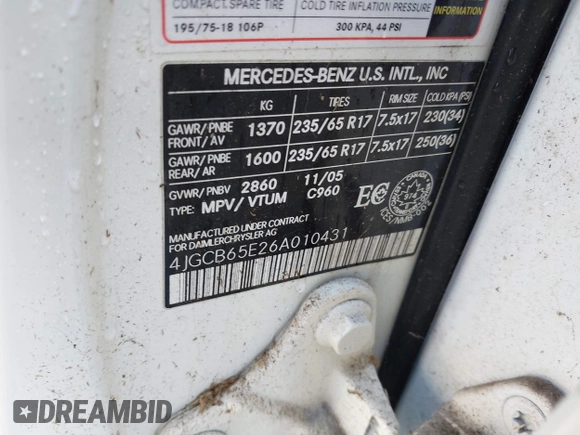 COMPACT SPARE TIRE COLD TIRE INFLATION PRESSURE
195/75-18 106P 300 KPA, 44 PSI
INFORMATION
MERCEDES-BENZ U.S. INTL., INC
KG TIRES RIM SIZE COLD KPA (PSI)
GAWR/PNBE 1370 235/65 R17 7.5x17 230(34)
FRONT/AV
GAWR/PNBE 1600 235/65 R17 7.5x17 250(36)
REAR/AR
GVWR/PNBV 2860 11/05
TYPE: MPV/VTUM C960
EC
CANADA
974
MANUFACTURED UNDER CONTRACT
FOR DAIMLERCHRYSLER AG
4JGCB65E26A010431
DREAMBID